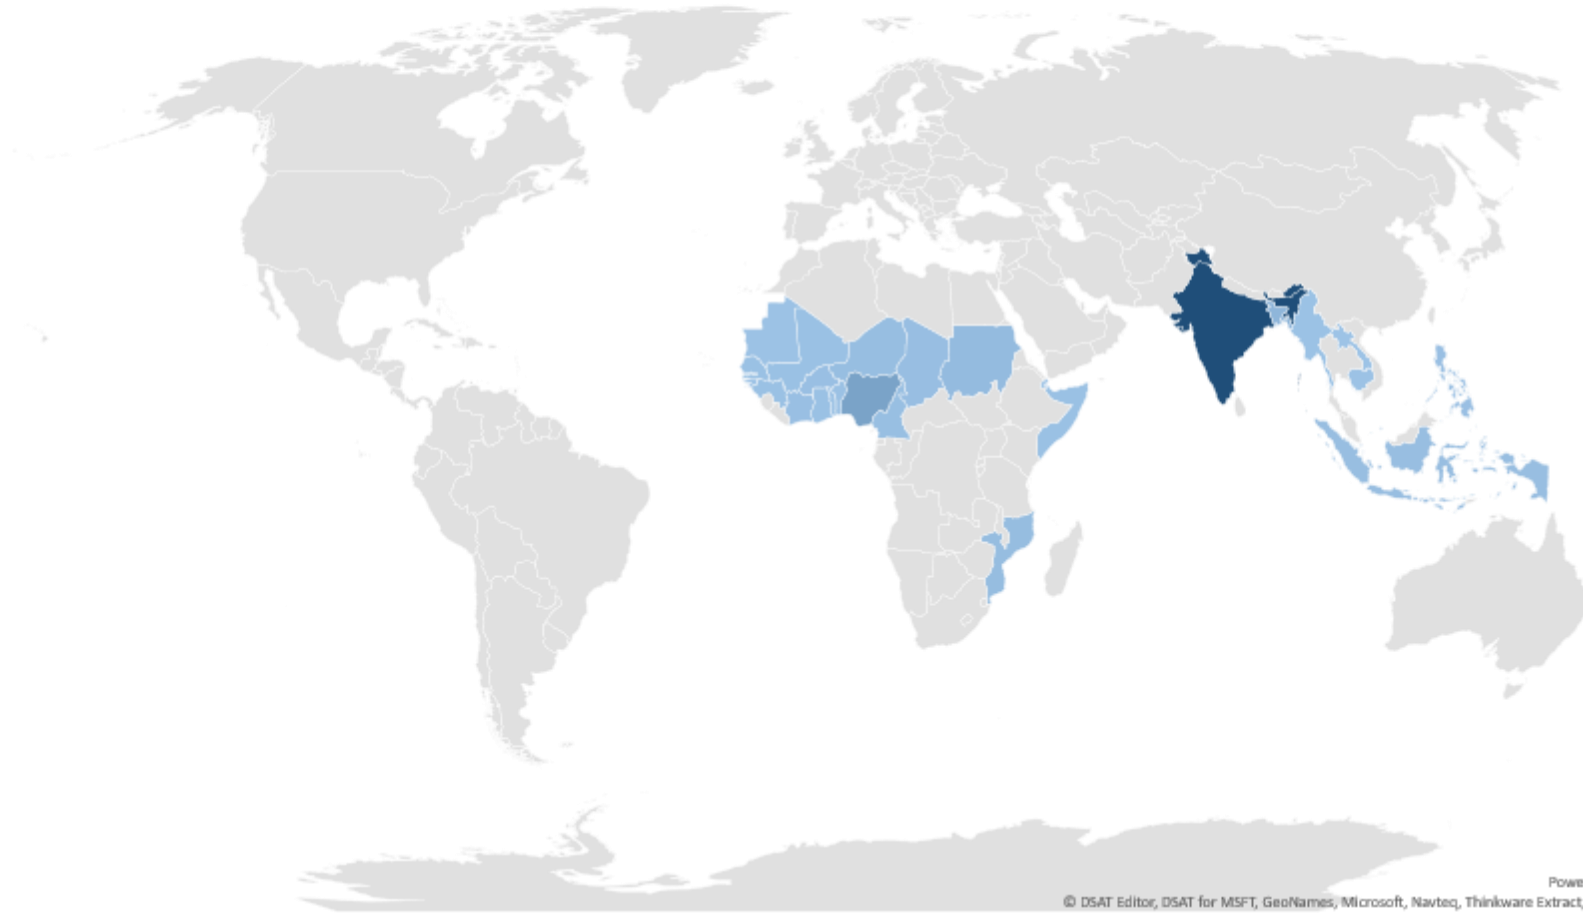 Powe
© DSAT Editor, DSAT for MSFT, GeoNames, Microsoft, Navteq, Thinkware Extract,